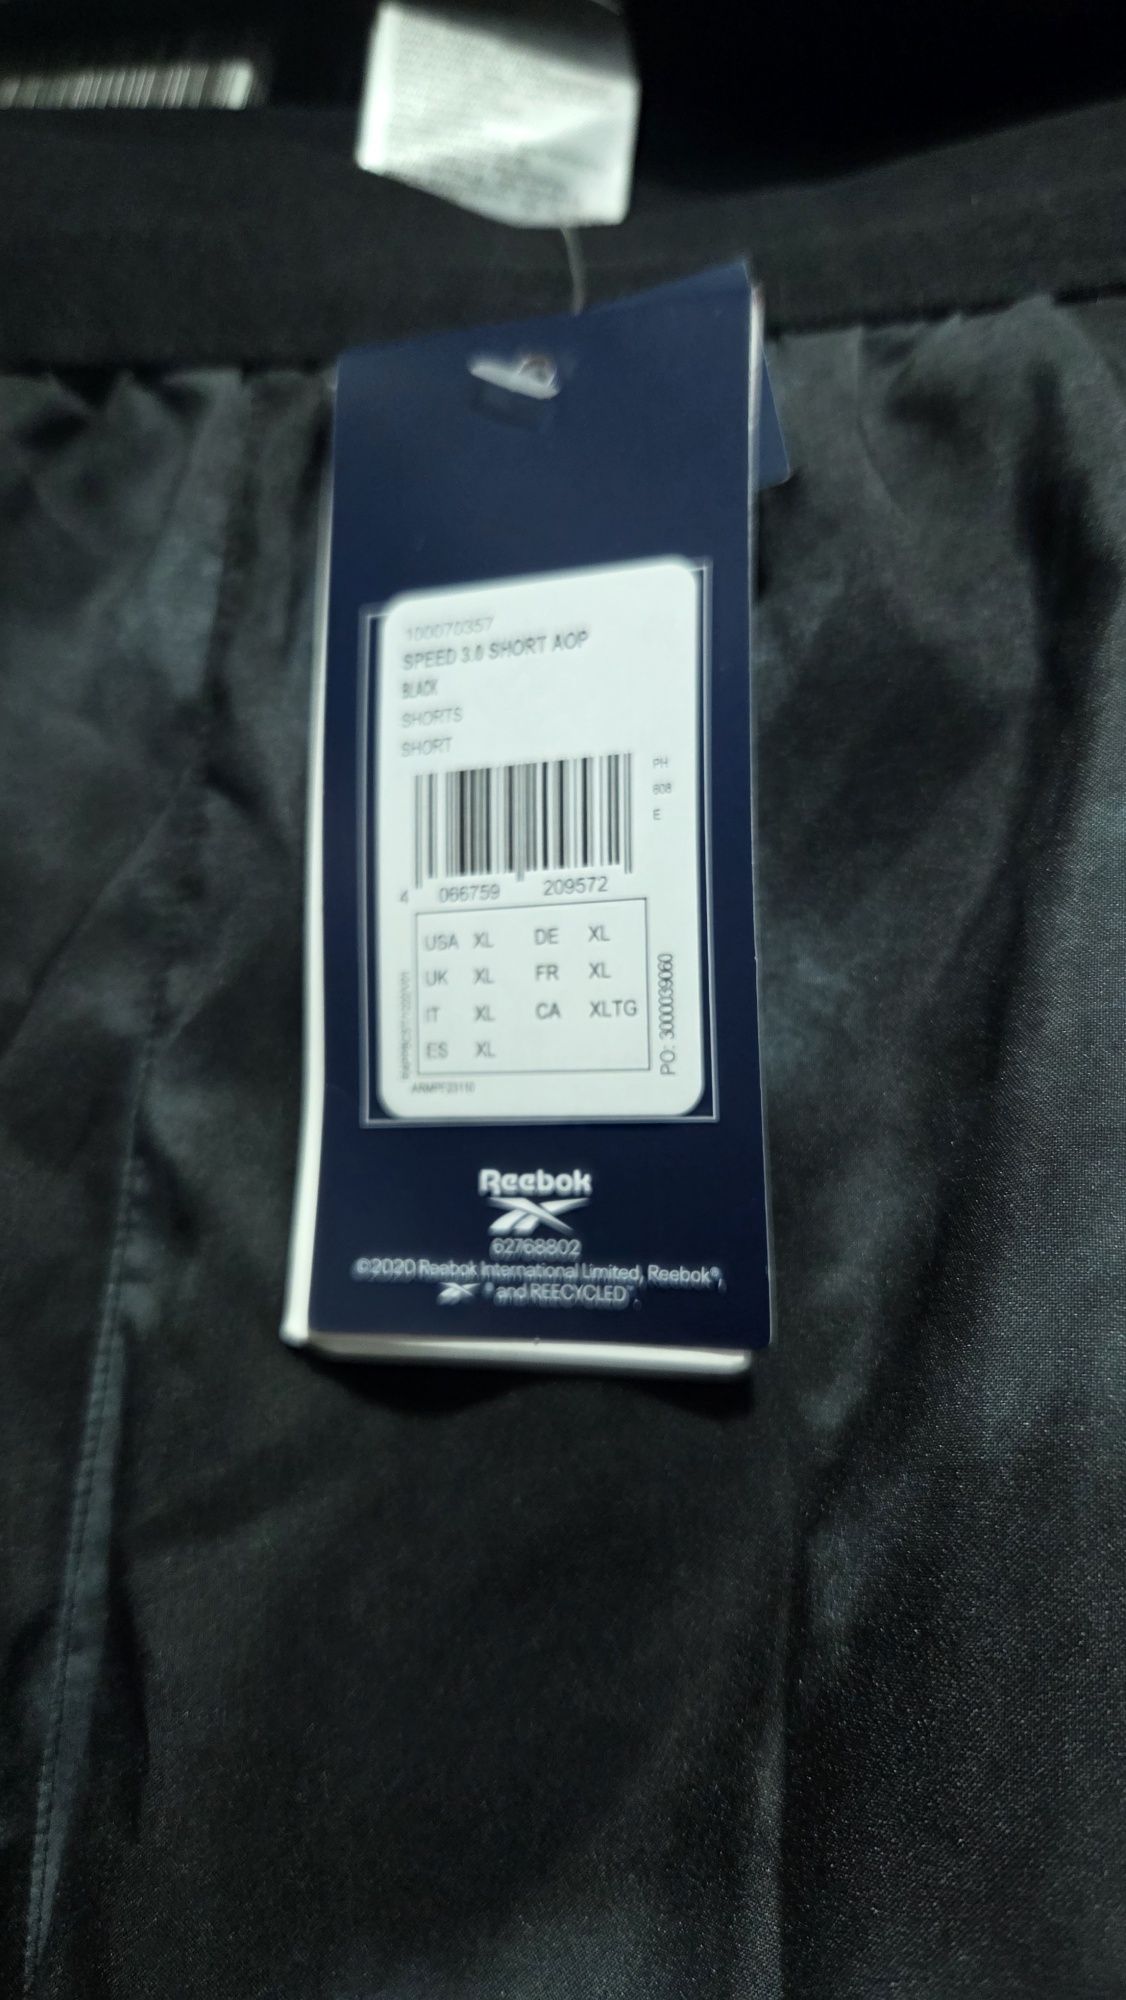 100070357
SPEED 3.0 SHORT AOP
BLACK
SHORTS
SHORT
PH
608
E
4 066759 209572
USA XL DE XL
UK XL FR XL
IT XL CA XLTG
ES XL
PO: 3000039060
ARMPF23110
Reebok
62768802
©2020 Reebok International Limited, Reebok®,
® and REECYCLED™.